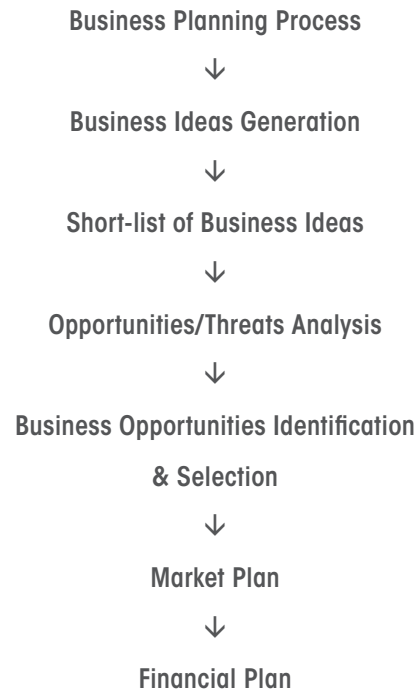 Business Planning Process
↓
Business Ideas Generation
↓
Short-list of Business Ideas
↓
Opportunities/Threats Analysis
↓
Business Opportunities Identification
& Selection
↓
Market Plan
↓
Financial Plan